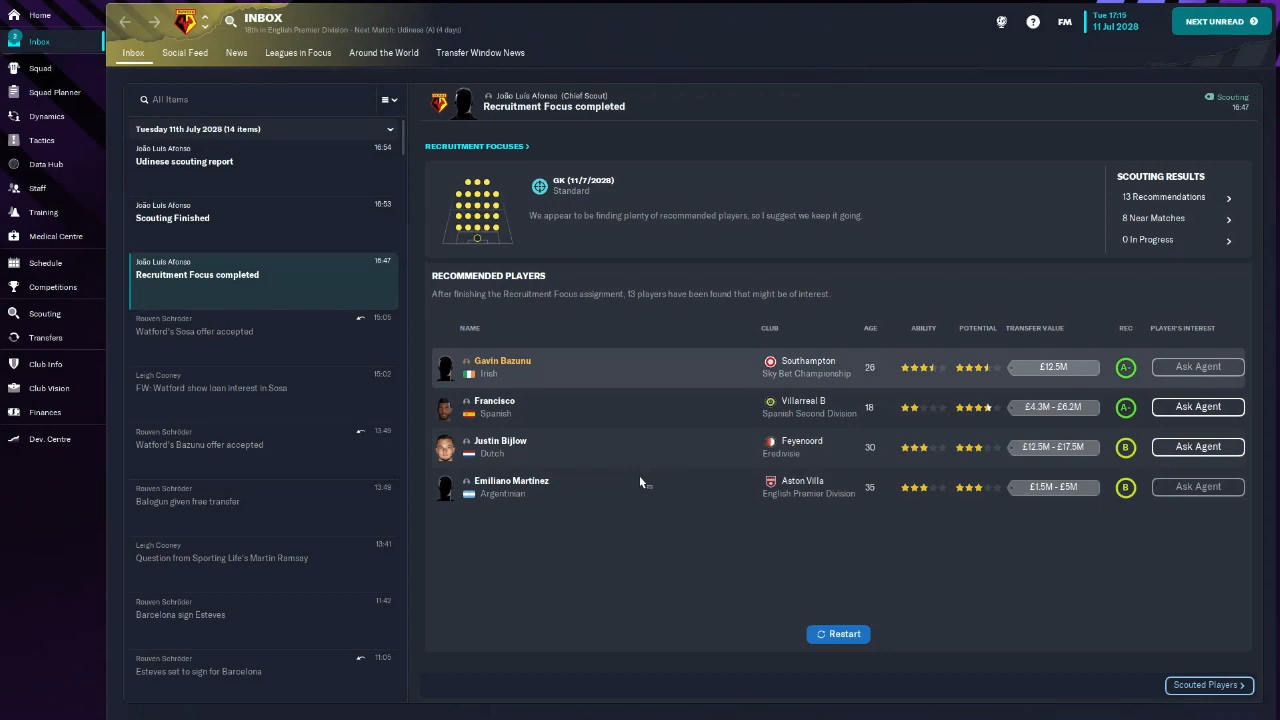 Home
INBOX
18th in English Premier Division - Next Match: Udinese (A) (4 days)
FM
Tue 17:15
11 Jul 2028
NEXT UNREAD
2
Inbox
Squad
Squad Planner
Dynamics
Tactics
Data Hub
Staff
Training
Medical Centre
Schedule
Competitions
Scouting
Transfers
Club Info
Club Vision
Finances
Dev. Centre
Inbox
Social Feed
News
Leagues in Focus
Around the World
Transfer Window News
All Items
Tuesday 11th July 2028 (14 items)
João Luís Afonso 16:54
Udinese scouting report
João Luís Afonso 16:53
Scouting Finished
João Luís Afonso 16:47
Recruitment Focus completed
Rouven Schröder 15:05
Watford's Sosa offer accepted
Leigh Cooney 15:02
FW: Watford show loan interest in Sosa
Rouven Schröder 13:49
Watford's Bazunu offer accepted
Rouven Schröder 13:49
Balogun given free transfer
Leigh Cooney 13:41
Question from Sporting Life's Martin Ramsay
Rouven Schröder 11:42
Barcelona sign Esteves
Rouven Schröder 11:05
Esteves set to sign for Barcelona
João Luís Afonso (Chief Scout)
Recruitment Focus completed
Scouting
16:47
RECRUITMENT FOCUSES >
GK (11/7/2028)
Standard
We appear to be finding plenty of recommended players, so I suggest we keep it going.
SCOUTING RESULTS
13 Recommendations
8 Near Matches
0 In Progress
RECOMMENDED PLAYERS
After finishing the Recruitment Focus assignment, 13 players have been found that might be of interest.
NAME CLUB AGE ABILITY POTENTIAL TRANSFER VALUE REC PLAYER'S INTEREST
Gavin Bazunu Southampton
Irish Sky Bet Championship 26 £12.5M A- Ask Agent
Francisco Villarreal B
Spanish Spanish Second Division 18 £4.3M - £6.2M A- Ask Agent
Justin Bijlow Feyenoord
Dutch Eredivisie 30 £12.5M - £17.5M B Ask Agent
Emiliano Martínez Aston Villa
Argentinian English Premier Division 35 £1.5M - £5M B Ask Agent
Restart
Scouted Players >